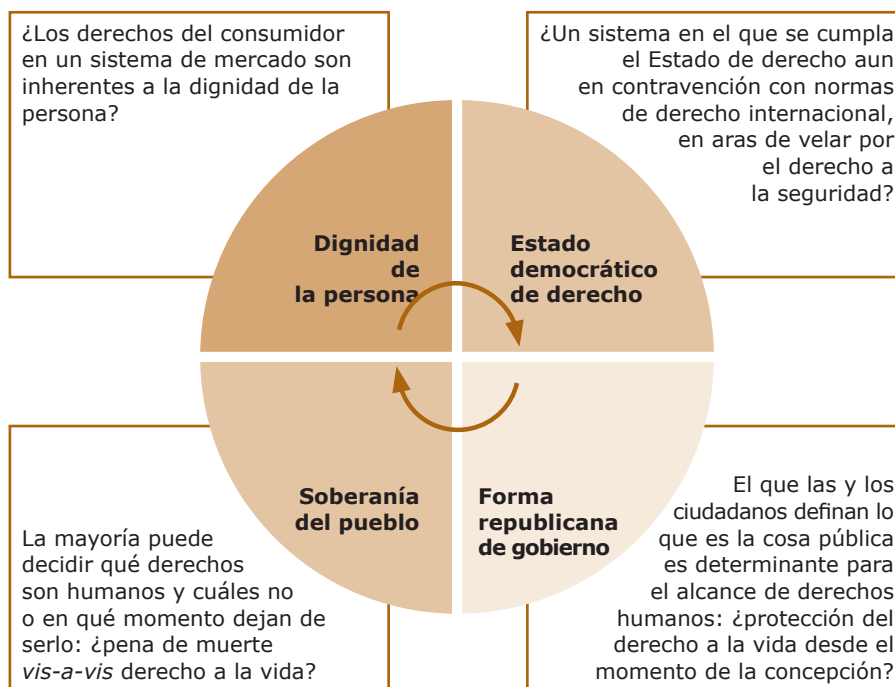 ¿Los derechos del consumidor
en un sistema de mercado son
inherentes a la dignidad de la
persona?
¿Un sistema en el que se cumpla
el Estado de derecho aun
en contravención con normas
de derecho internacional,
en aras de velar por
el derecho a
la seguridad?
Dignidad
de
la persona
Estado
democrático
de derecho
Soberanía
del pueblo
Forma
republicana
de gobierno
La mayoría puede
decidir qué derechos
son humanos y cuáles no
o en qué momento dejan de
serlo: ¿pena de muerte
vis-a-vis derecho a la vida?
El que las y los
ciudadanos definan lo
que es la cosa pública
es determinante para
el alcance de derechos
humanos: ¿protección del
derecho a la vida desde el
momento de la concepción?